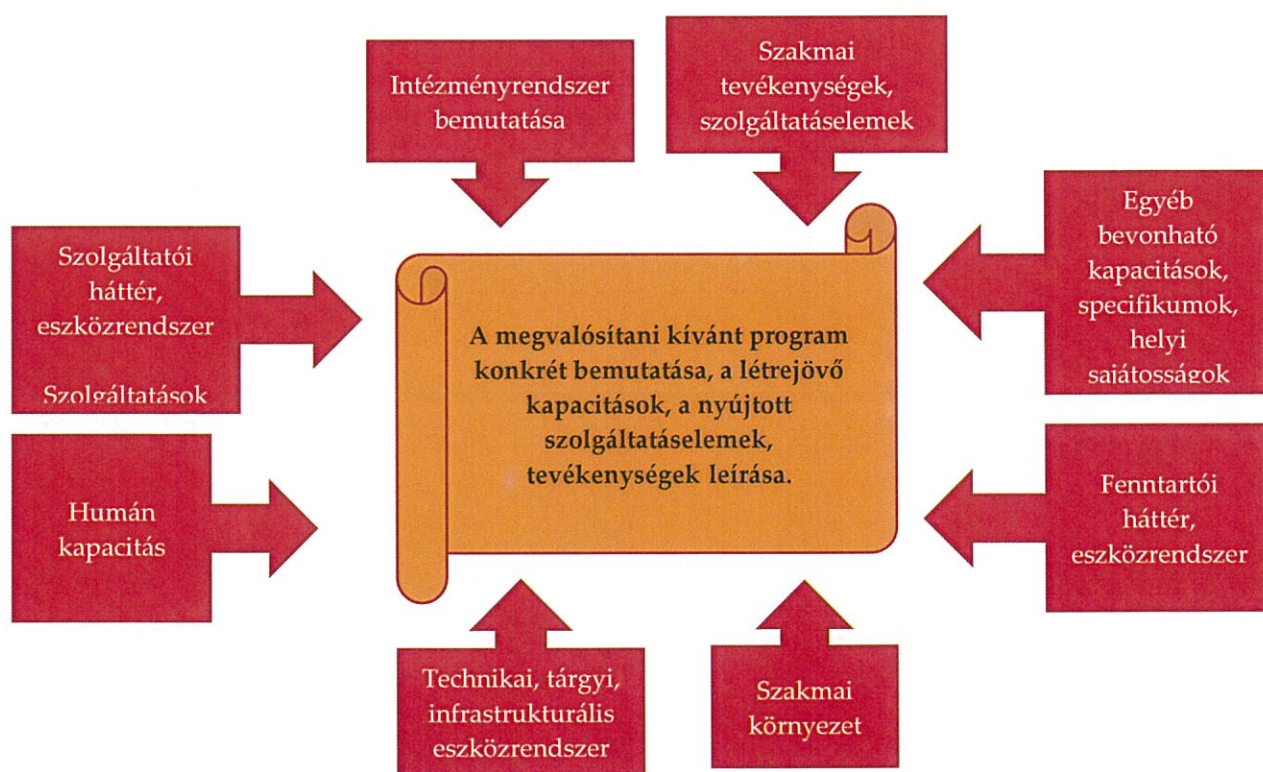 Intézményrendszer
bemutatása
Szakmai
tevékenységek,
szolgáltatáselemek
Szolgáltatói
háttér,
eszközrendszer
Szolgáltatások
Egyéb
bevonható
kapacitások,
specifikumok,
helyi
sajátosságok
A megvalósítani kívánt program
konkrét bemutatása, a létrejövő
kapacitások, a nyújtott
szolgáltatáselemek,
tevékenységek leírása.
Humán
kapacitás
Fenntartói
háttér,
eszközrendszer
Technikai, tárgyi,
infrastrukturális
eszközrendszer
Szakmai
környezet